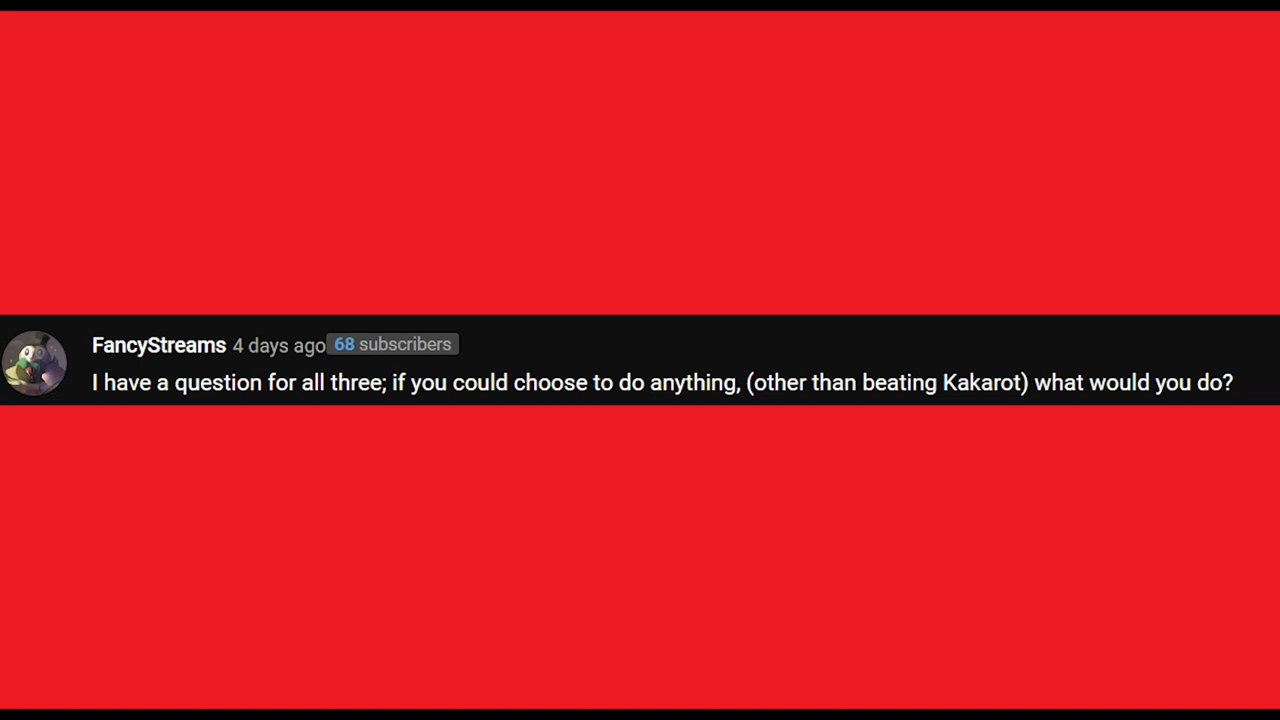 FancyStreams 4 days ago 68 subscribers
I have a question for all three; if you could choose to do anything, (other than beating Kakarot) what would you do?